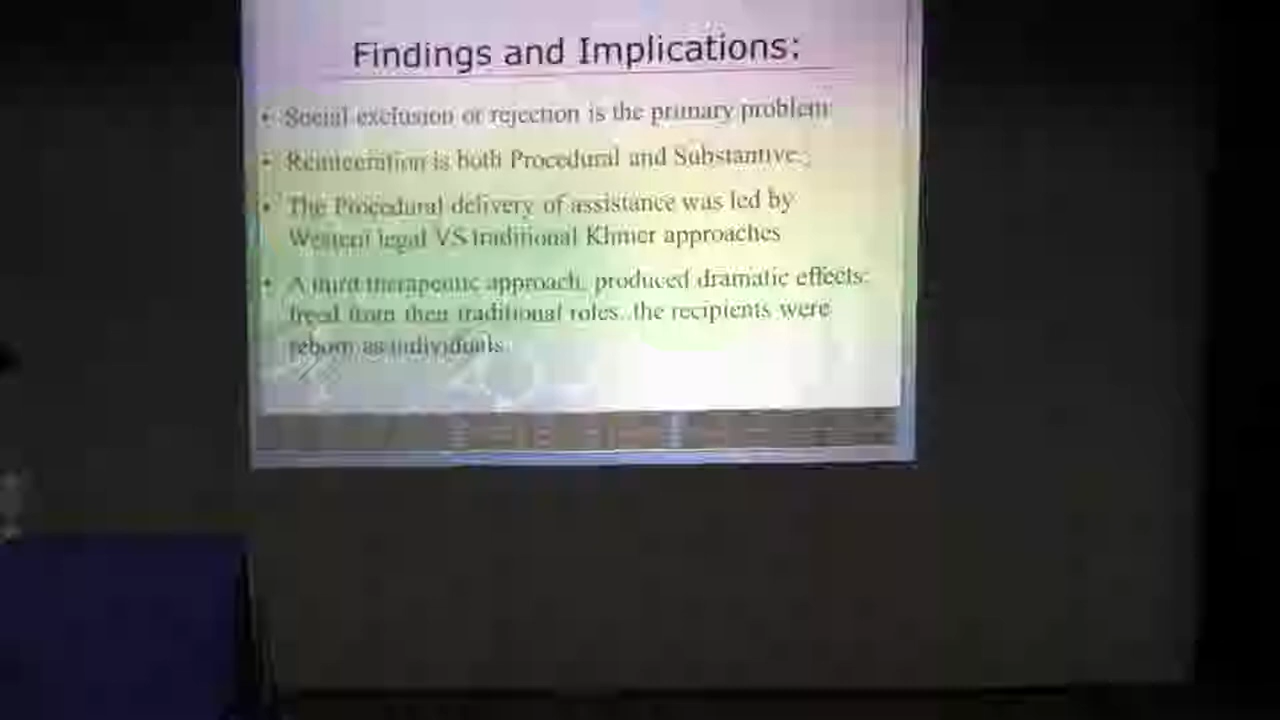 Findings and Implications:
• Social exclusion or rejection is the primary problem
• Reintegration is both Procedural and Substantive.
• The Procedural delivery of assistance was led by
Western legal VS traditional Khmer approaches
• A third therapeutic approach, produced dramatic effects:
freed from their traditional roles..the recipients were
reborn as individuals